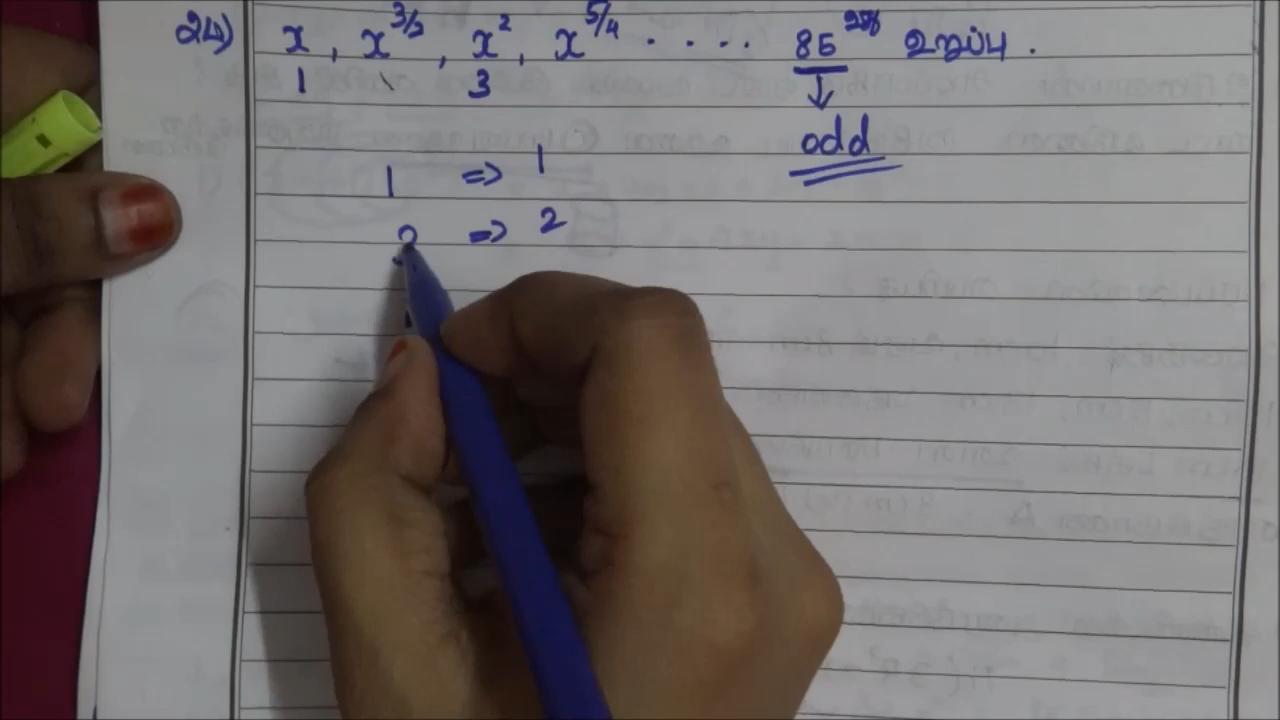 24) x, x^3/2, x^2, x^5/4 ..... 85 வது உறுப்பு.
1 3
odd
1 => 1
3 => 2